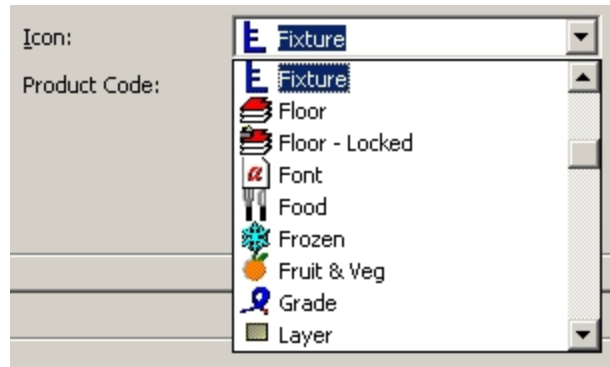 Icon: Fixture
Fixture
Product Code:
Floor
Floor - Locked
a Font
Food
Frozen
Fruit & Veg
Grade
Layer